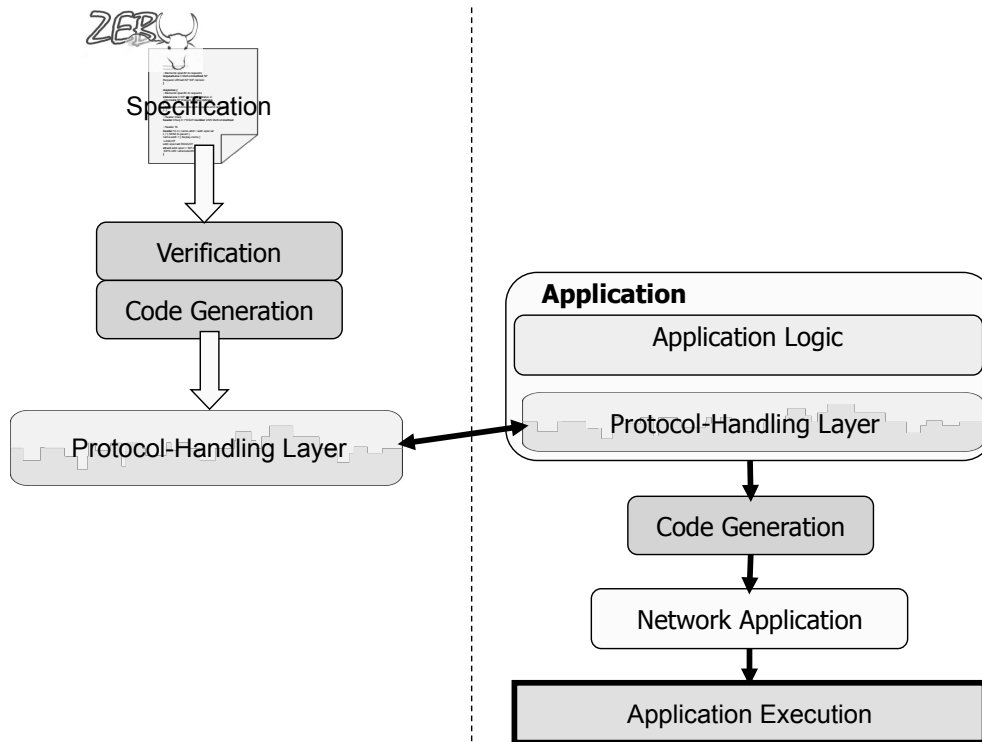 ZEBU
Specification
Verification
Code Generation
Protocol-Handling Layer
Application
Application Logic
Protocol-Handling Layer
Code Generation
Network Application
Application Execution